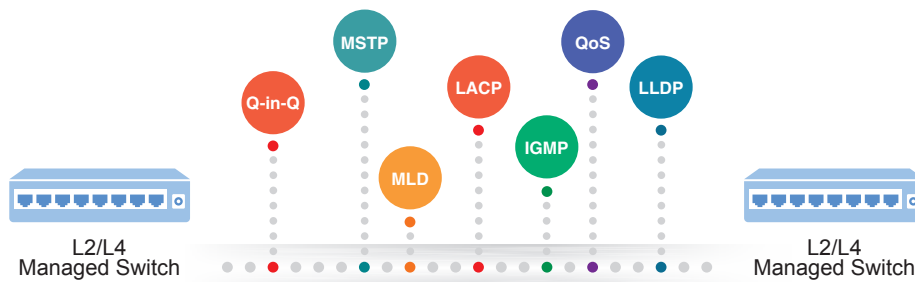 MSTP
QoS
Q-in-Q
LACP
LLDP
IGMP
MLD
L2/L4
Managed Switch
L2/L4
Managed Switch